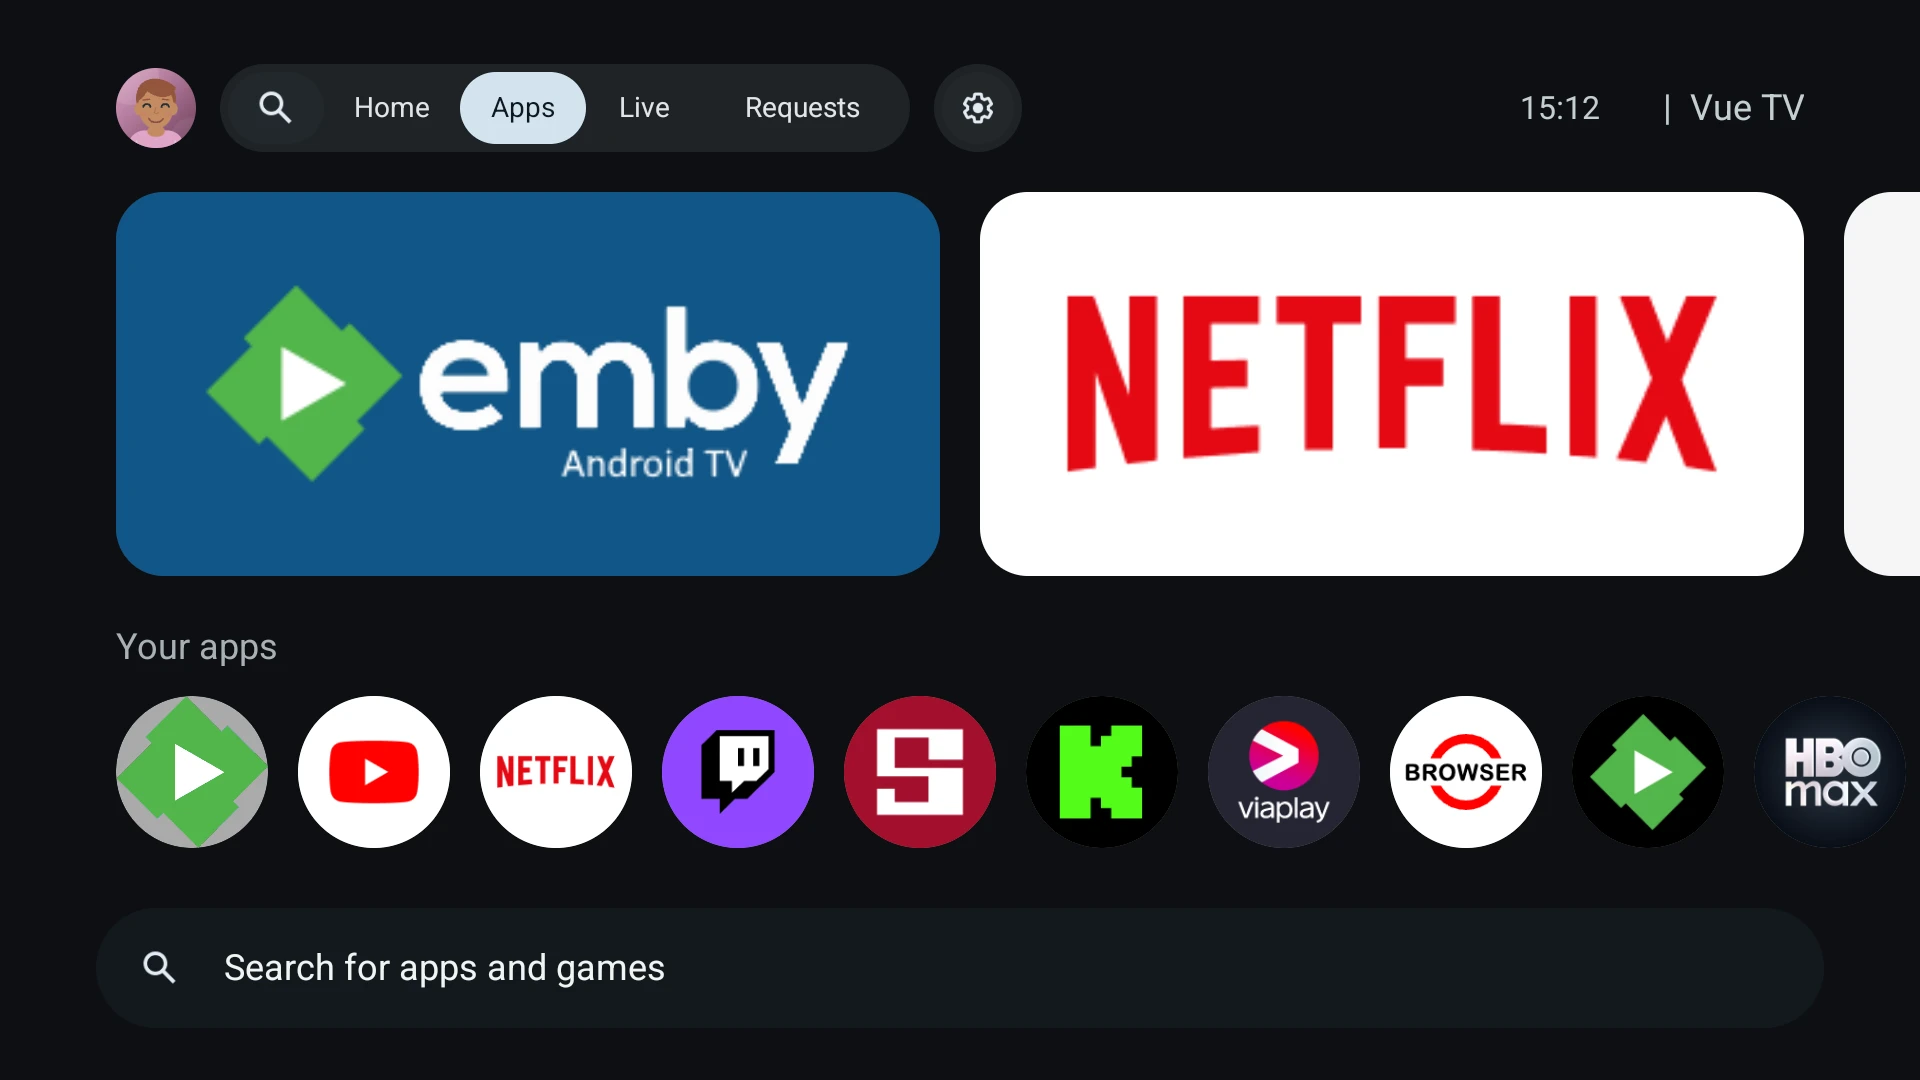 Home Apps Live Requests 15:12 | Vue TV
emby
Android TV
NETFLIX
Your apps
NETFLIX
viaplay
BROWSER
HBO
max
Search for apps and games